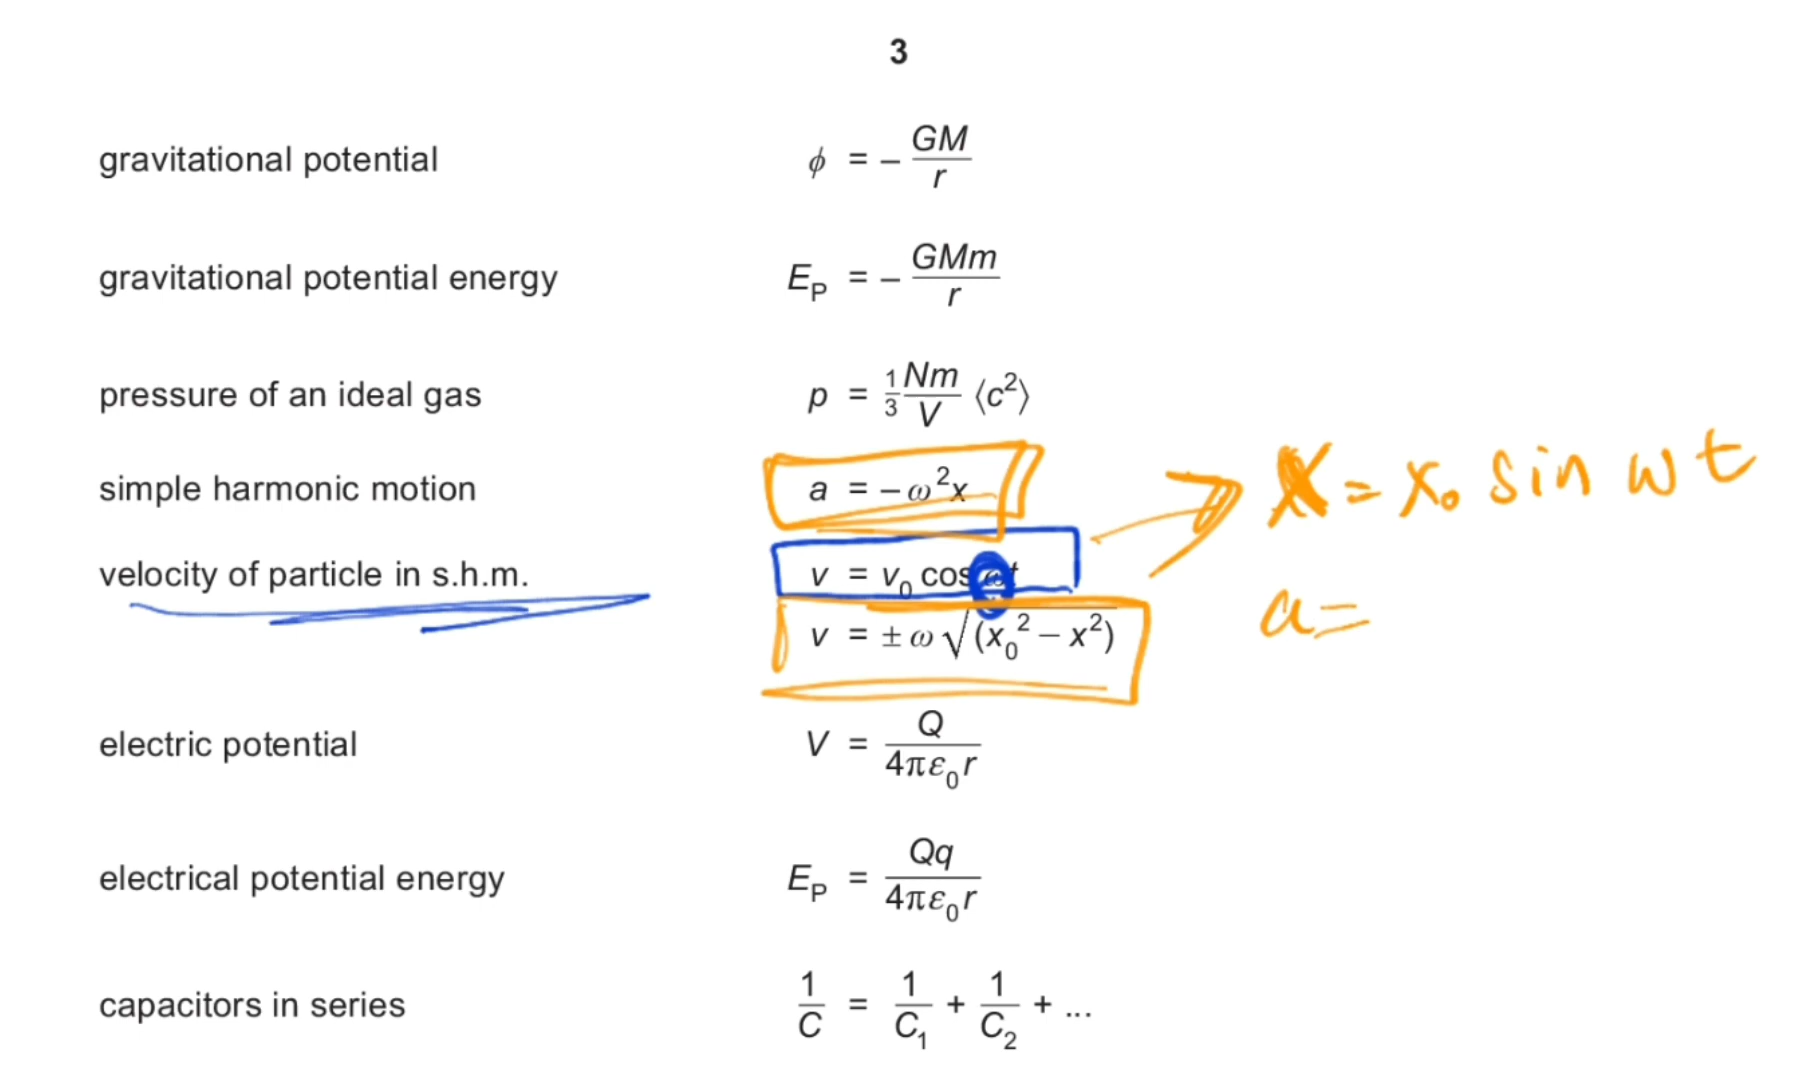 3
gravitational potential ϕ = − GM/r
gravitational potential energy E_P = − GMm/r
pressure of an ideal gas p = 1/3 Nm/V ⟨c²⟩
simple harmonic motion a = −ω²x
x = x₀ sin ωt
velocity of particle in s.h.m. v = v₀ cos ωt
a =
v = ± ω√(x₀² − x²)
electric potential V = Q/4πε₀r
electrical potential energy E_P = Qq/4πε₀r
capacitors in series 1/C = 1/C₁ + 1/C₂ + ...